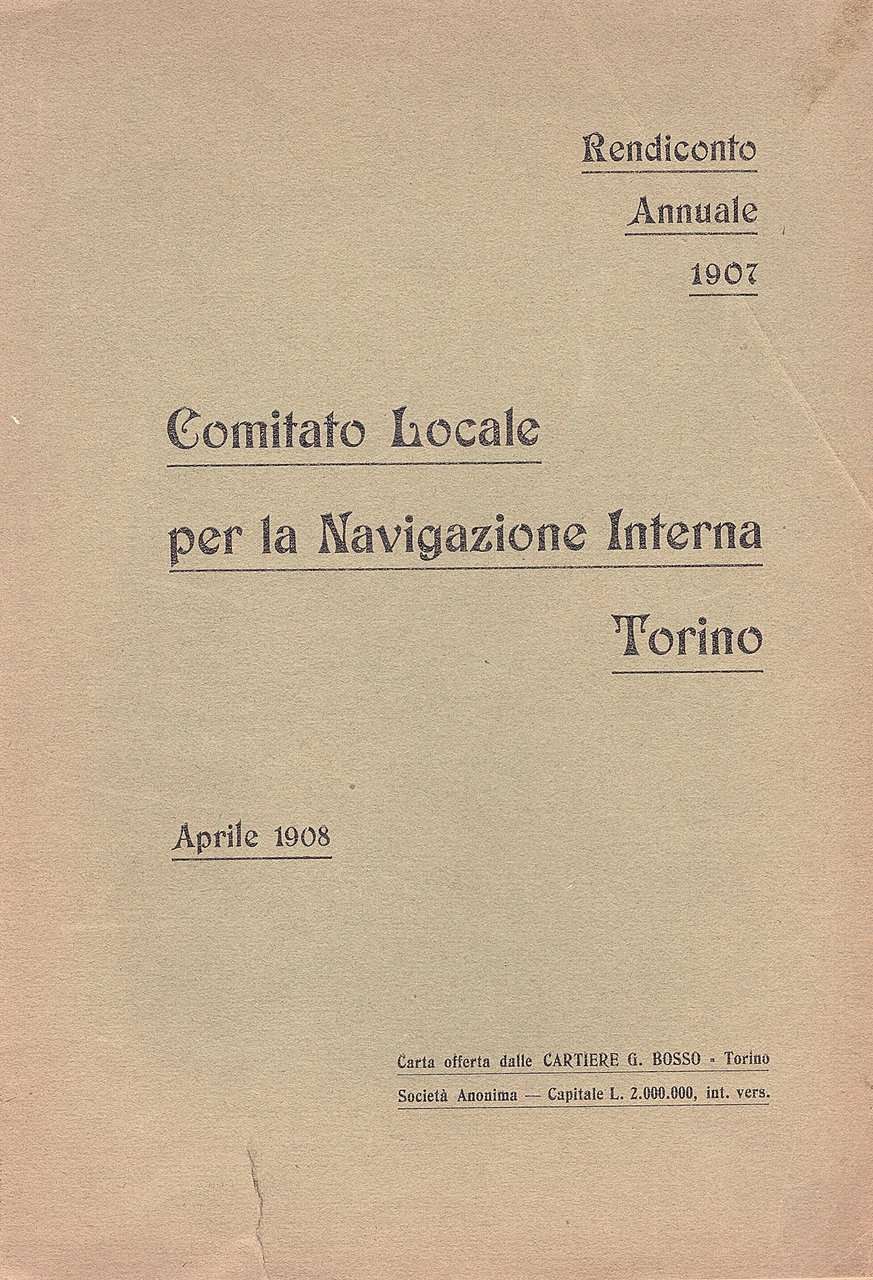 Rendiconto
Annuale
1907
Comitato Locale
per la Navigazione Interna
Torino
Aprile 1908
Carta offerta dalle CARTIERE G. BOSSO - Torino
Società Anonima — Capitale L. 2.000.000, int. vers.